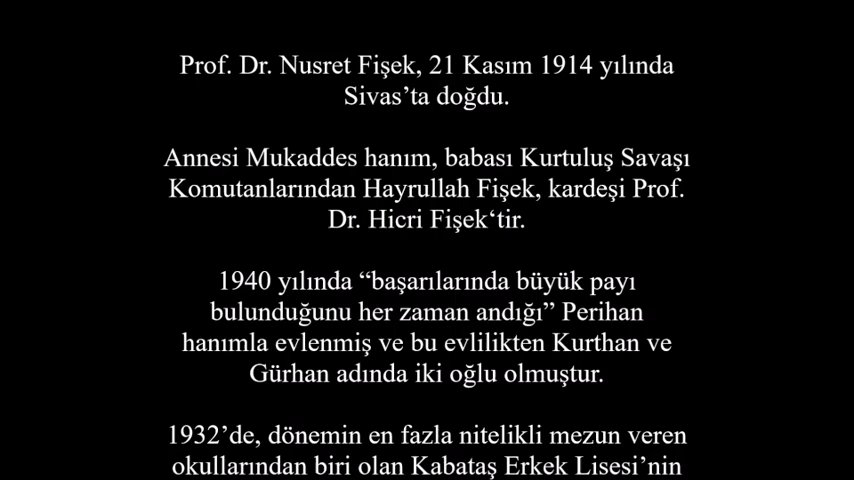 Prof. Dr. Nusret Fişek, 21 Kasım 1914 yılında
Sivas’ta doğdu.
Annesi Mukaddes hanım, babası Kurtuluş Savaşı
Komutanlarından Hayrullah Fişek, kardeşi Prof.
Dr. Hicri Fişek‘tir.
1940 yılında “başarılarında büyük payı
bulunduğunu her zaman andığı” Perihan
hanımla evlenmiş ve bu evlilikten Kurthan ve
Gürhan adında iki oğlu olmuştur.
1932’de, dönemin en fazla nitelikli mezun veren
okullarından biri olan Kabataş Erkek Lisesi’nin